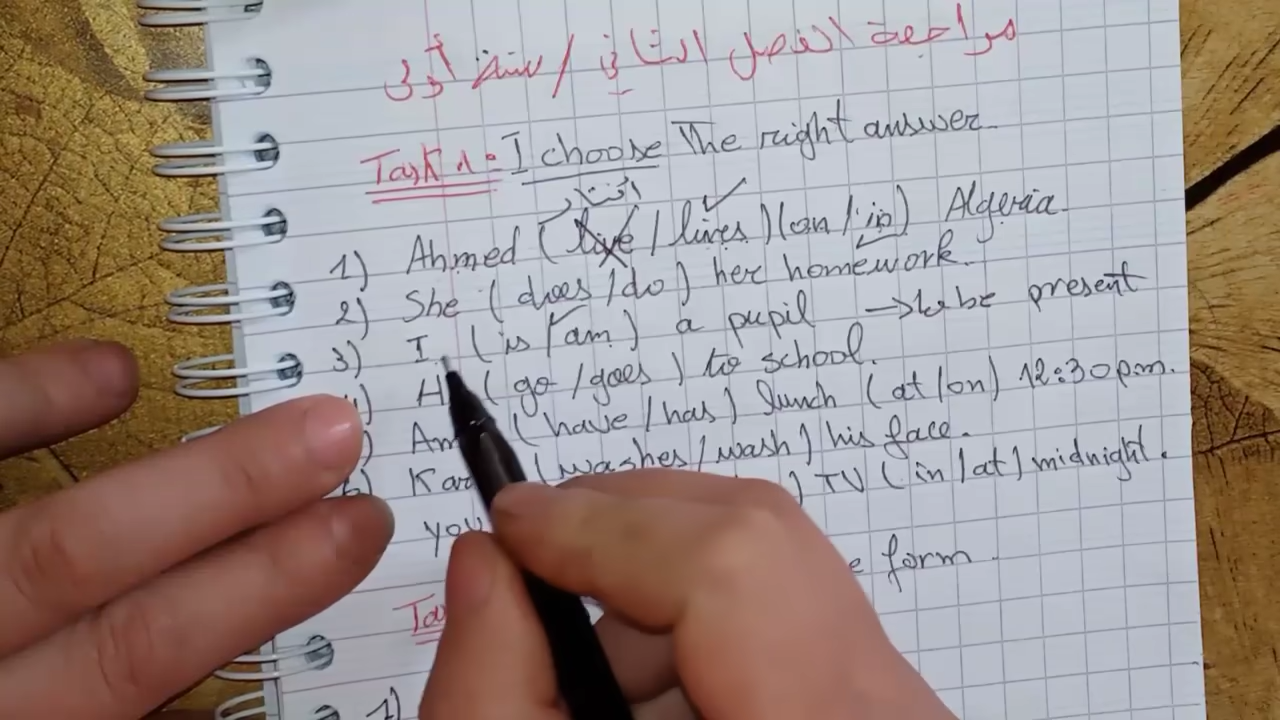 مراجعة الفصل الثاني / سنة أولى
Task 1: I choose The right answer.
اختار
1) Ahmed (live / lives) (on / in) Algeria.
2) She (does / do) her homework.
3) I (is / am) a pupil → to be present
H (go / goes) to school.
(have / has) lunch (at / on) 12:30 pm.
(washes / wash) his face.
) TV (in / at) midnight.
form
1)